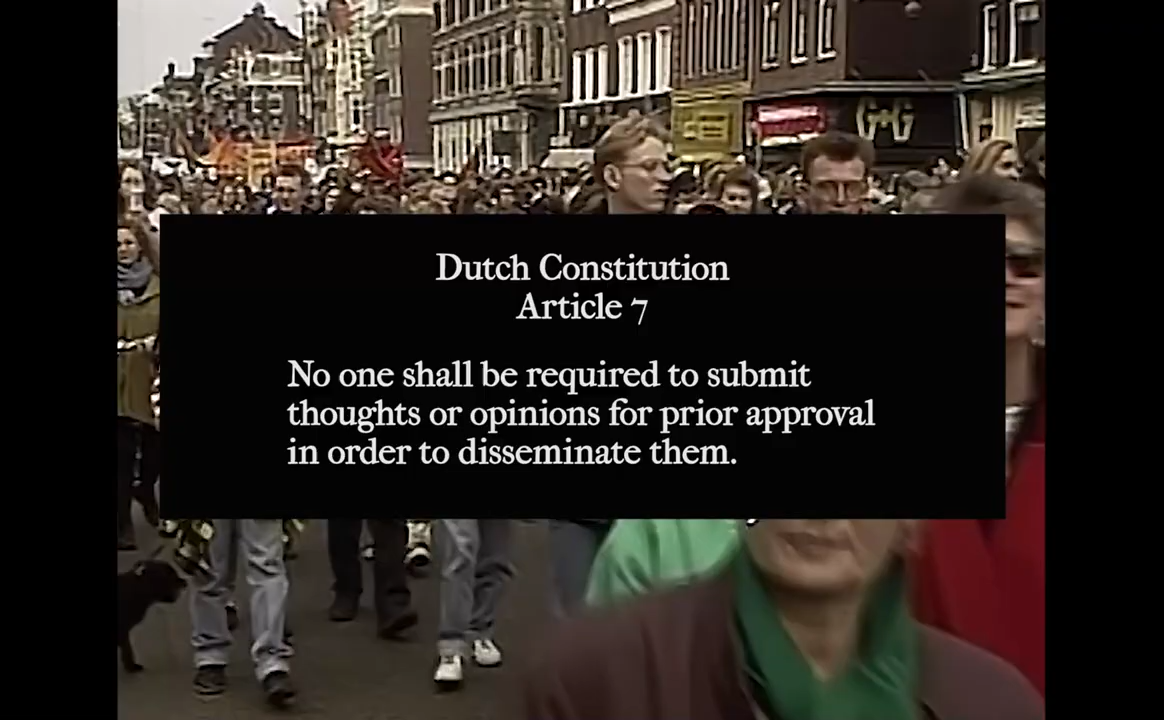 Dutch Constitution
Article 7
No one shall be required to submit
thoughts or opinions for prior approval
in order to disseminate them.